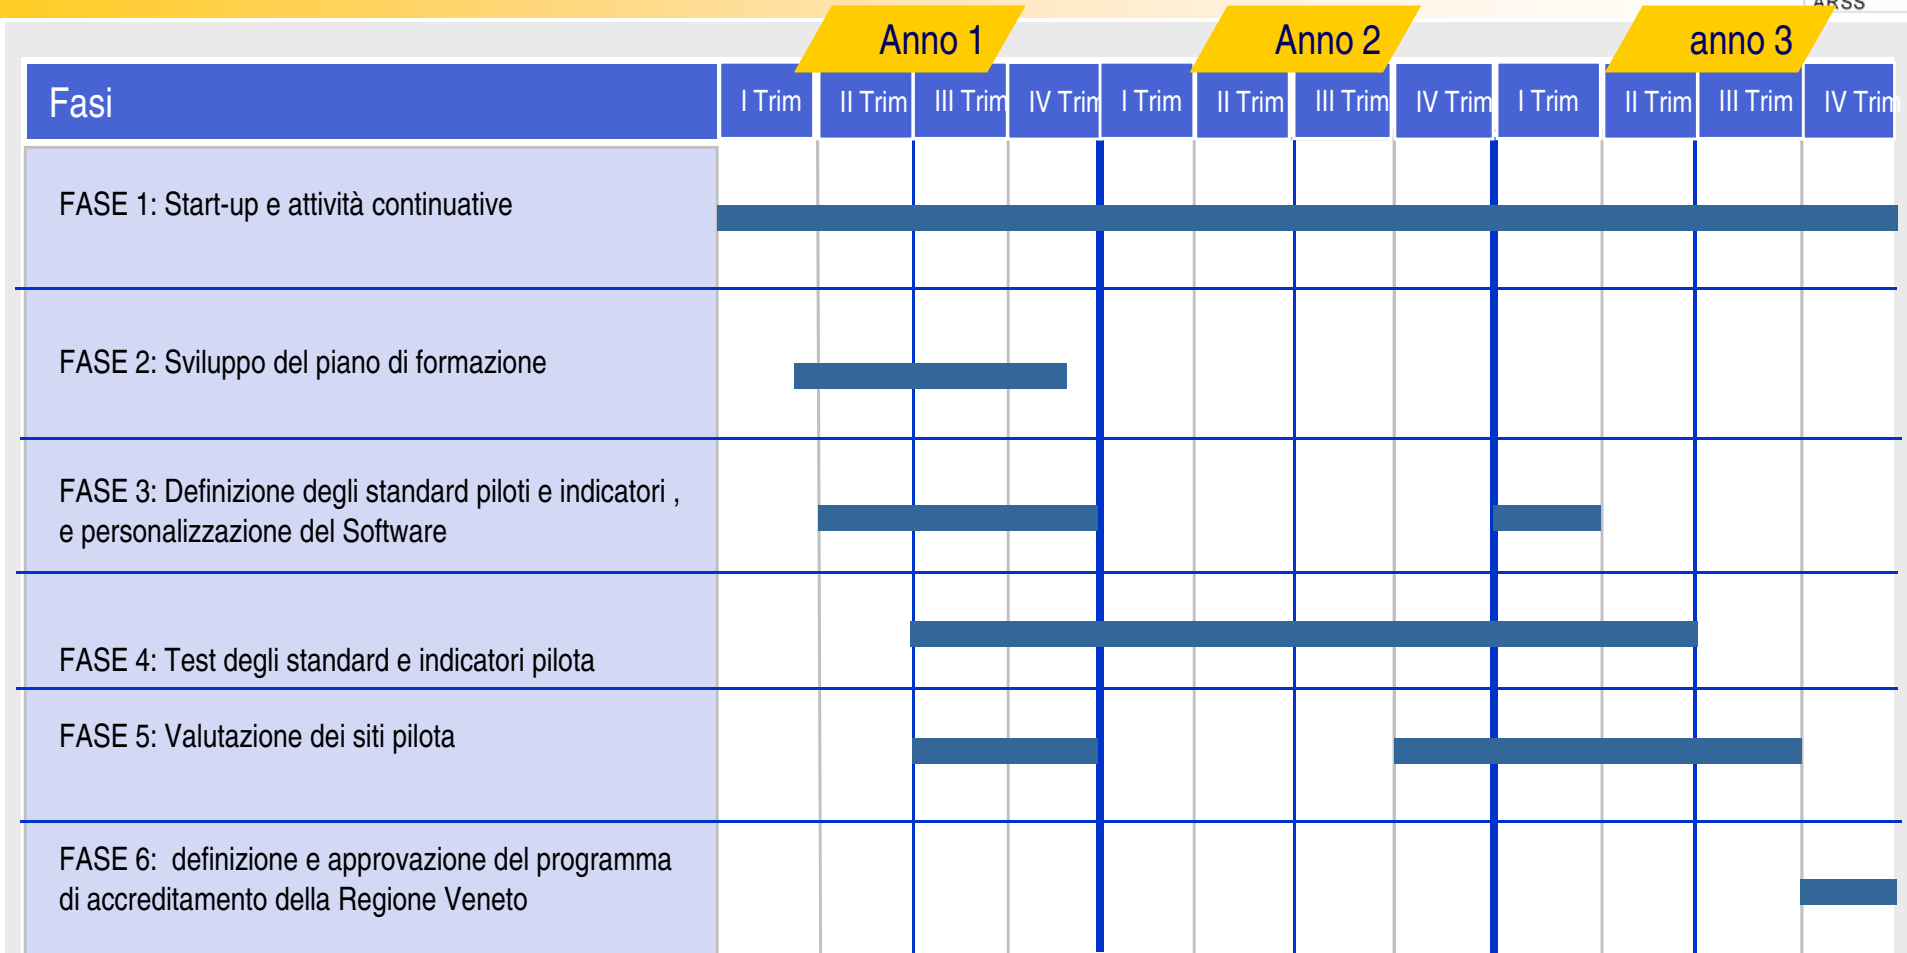 ARSS
Anno 1 Anno 2 anno 3
Fasi I Trim II Trim III Trim IV Trim I Trim II Trim III Trim IV Trim I Trim II Trim III Trim IV Trim
FASE 1: Start-up e attività continuative
FASE 2: Sviluppo del piano di formazione
FASE 3: Definizione degli standard piloti e indicatori ,
e personalizzazione del Software
FASE 4: Test degli standard e indicatori pilota
FASE 5: Valutazione dei siti pilota
FASE 6: definizione e approvazione del programma
di accreditamento della Regione Veneto